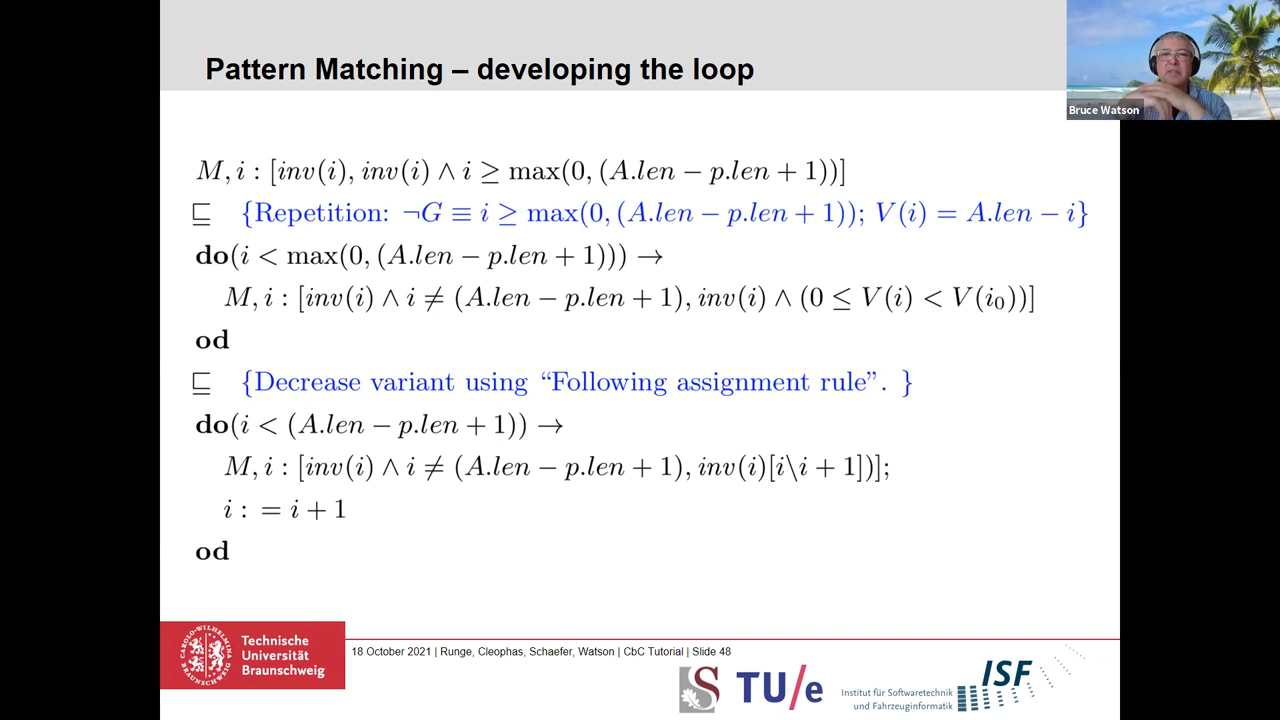 Pattern Matching – developing the loop
Bruce Watson
M, i : [inv(i), inv(i) ∧ i ≥ max(0, (A.len − p.len + 1))]
⊑ {Repetition: ¬G ≡ i ≥ max(0, (A.len − p.len + 1)); V(i) = A.len − i}
do(i < max(0, (A.len − p.len + 1))) →
M, i : [inv(i) ∧ i ≠ (A.len − p.len + 1), inv(i) ∧ (0 ≤ V(i) < V(i₀))]
od
⊑ {Decrease variant using “Following assignment rule”. }
do(i < (A.len − p.len + 1)) →
M, i : [inv(i) ∧ i ≠ (A.len − p.len + 1), inv(i)[i\i + 1])];
i : = i + 1
od
Technische
Universität
Braunschweig
18 October 2021 | Runge, Cleophas, Schaefer, Watson | CbC Tutorial | Slide 48
TU/e
Institut für Softwaretechnik
und Fahrzeuginformatik
ISF